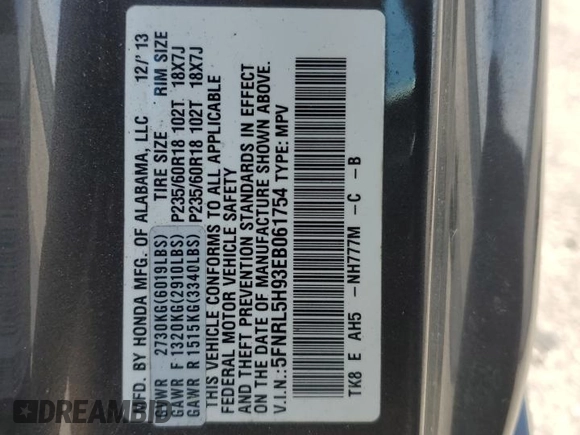 MFD. BY HONDA MFG. OF ALABAMA, LLC 12/'13
GVWR 2730KG(6019LBS) TIRE SIZE RIM SIZE
GAWR F 1320KG(2910LBS) P235/60R18 102T 18X7J
GAWR R 1515KG(3340LBS) P235/60R18 102T 18X7J
THIS VEHICLE CONFORMS TO ALL APPLICABLE
FEDERAL MOTOR VEHICLE SAFETY
AND THEFT PREVENTION STANDARDS IN EFFECT
ON THE DATE OF MANUFACTURE SHOWN ABOVE.
V.I.N.: 5FNRL5H93EB061754 TYPE: MPV
TK8 E AH5 -NH777M -C -B
DREAMBID